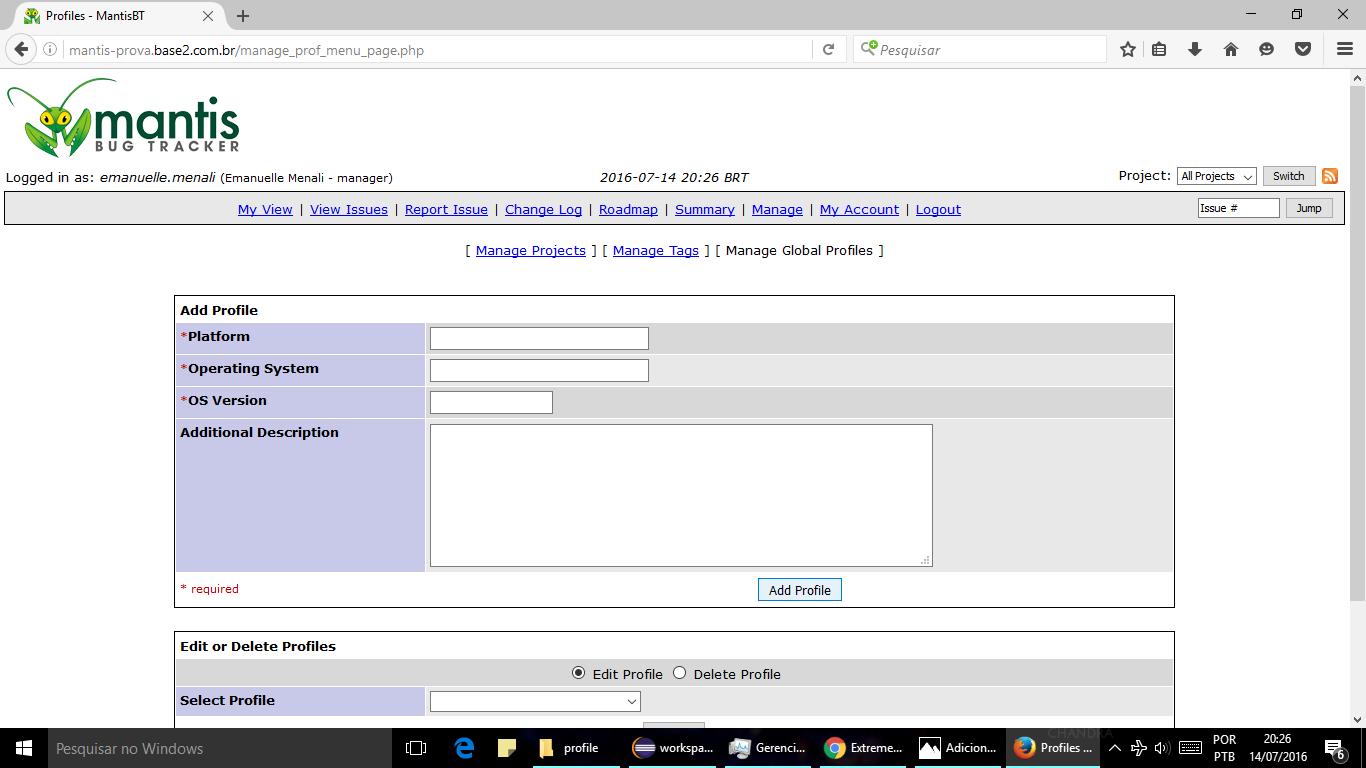 Profiles - MantisBT
mantis-prova.base2.com.br/manage_prof_menu_page.php
Pesquisar
mantis
BUG TRACKER
Logged in as: emanuelle.menali (Emanuelle Menali - manager)
2016-07-14 20:26 BRT
Project: All Projects Switch
My View | View Issues | Report Issue | Change Log | Roadmap | Summary | Manage | My Account | Logout
Issue # Jump
[ Manage Projects ] [ Manage Tags ] [ Manage Global Profiles ]
Add Profile
*Platform
*Operating System
*OS Version
Additional Description
* required
Add Profile
Edit or Delete Profiles
Edit Profile Delete Profile
Select Profile
Pesquisar no Windows
profile
workspa...
Gerenci...
Extreme...
Adicion...
Profiles ...
CHANDRA
POR
PTB
20:26
14/07/2016
6